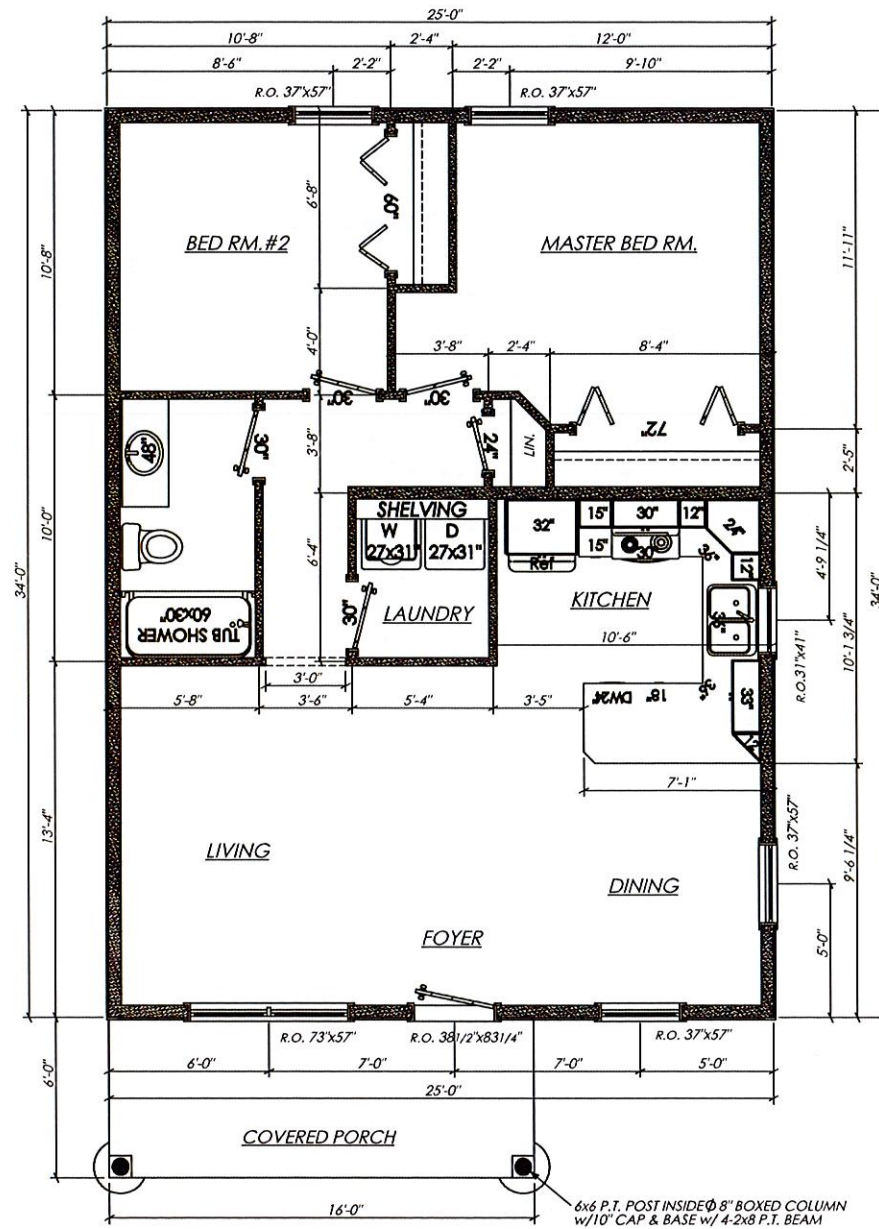 25'-0"
10'-8"
2'-4"
12'-0"
8'-6"
2'-2"
2'-2"
9'-10"
R.O. 37"x57"
R.O. 37"x57"
34'-0"
10'-8"
6'-8"
60"
BED RM.#2
MASTER BED RM.
11'-11"
4'-0"
3'-8"
2'-4"
8'-4"
30"
30"
72"
48"
30"
3'-8"
24"
LIN.
2'-5"
SHELVING
W
D
27x31"
27x31"
32"
Ref
15"
30"
12"
24"
15"
30"
36"
12"
10'-0"
6'-4"
30"
LAUNDRY
KITCHEN
36"
4'-9 1/4"
34'-0"
TUB SHOWER
60x30"
10'-6"
10'-1 3/4"
R.O.31"x41"
3'-0"
5'-8"
3'-6"
5'-4"
3'-5"
DW24"
18"
36"
33"
7'-1"
R.O. 37"x57"
13'-4"
LIVING
DINING
9'-6 1/4"
FOYER
5'-0"
R.O. 73"x57"
R.O. 381/2"x831/4"
R.O. 37"x57"
6'-0"
6'-0"
7'-0"
7'-0"
5'-0"
25'-0"
COVERED PORCH
16'-0"
6x6 P.T. POST INSIDE Φ 8" BOXED COLUMN
w/10" CAP & BASE w/ 4-2x8 P.T. BEAM